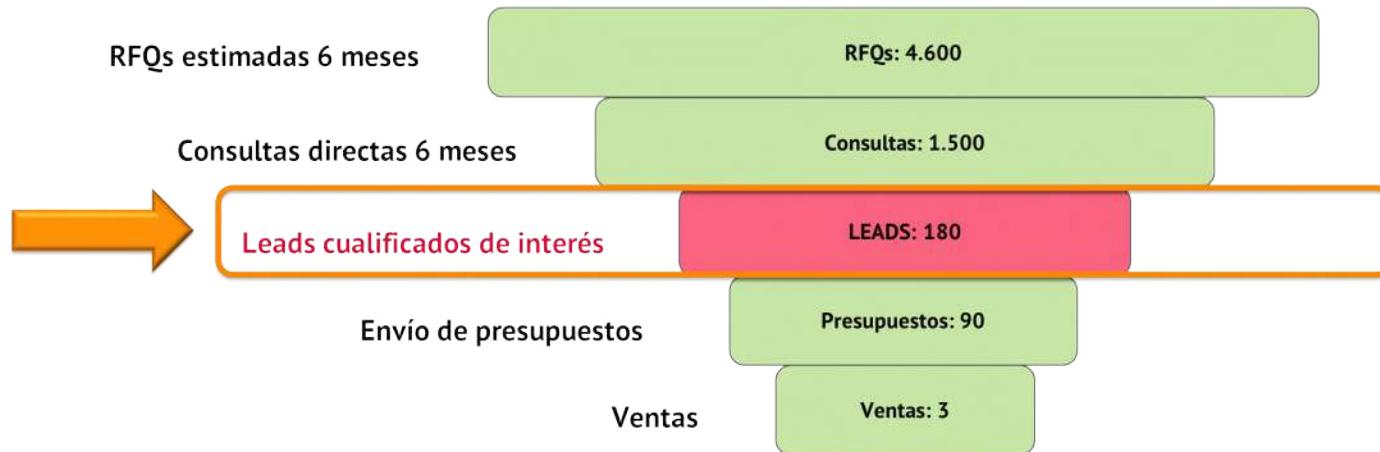 RFQs estimadas 6 meses
RFQs: 4.600
Consultas directas 6 meses
Consultas: 1.500
Leads cualificados de interés
LEADS: 180
Envío de presupuestos
Presupuestos: 90
Ventas
Ventas: 3